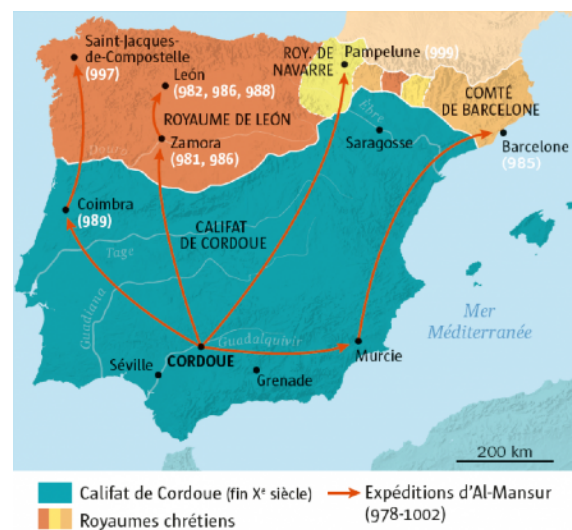 Saint-Jacques-
de-Compostelle
(997)
León
(982, 986, 988)
ROY. DE
NAVARRE
Pampelune (999)
COMTÉ
DE BARCELONE
ROYAUME DE LEÓN
Zamora
(981, 986)
Douro
Èbre
Saragosse
Barcelone
(985)
Coimbra
(989)
CALIFAT
DE CORDOUE
Tage
Guadiana
Mer
Méditerranée
Guadalquivir
CORDOUE
Murcie
Séville
Grenade
200 km
Califat de Cordoue (fin Xe siècle)
Expéditions d'Al-Mansur
(978-1002)
Royaumes chrétiens